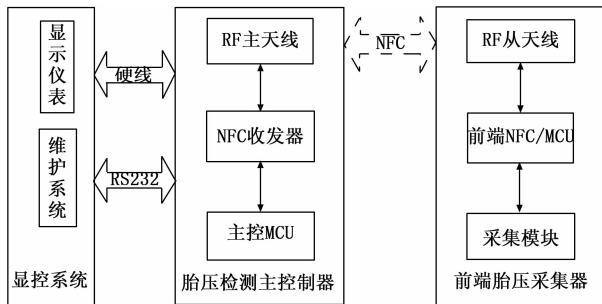 显示仪表
维护系统
显控系统
硬线
RS232
RF主天线
NFC收发器
主控MCU
胎压检测主控制器
NFC
RF从天线
前端NFC/MCU
采集模块
前端胎压采集器